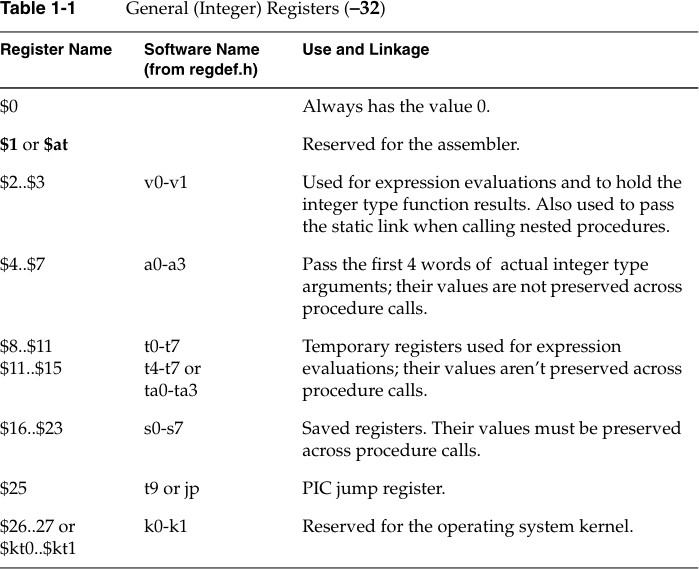 Table 1-1 General (Integer) Registers (–32)
Register Name Software Name Use and Linkage
(from regdef.h)
$0 Always has the value 0.
$1 or $at Reserved for the assembler.
$2..$3 v0-v1 Used for expression evaluations and to hold the
integer type function results. Also used to pass
the static link when calling nested procedures.
$4..$7 a0-a3 Pass the first 4 words of actual integer type
arguments; their values are not preserved across
procedure calls.
$8..$11 t0-t7 Temporary registers used for expression
$11..$15 t4-t7 or evaluations; their values aren't preserved across
ta0-ta3 procedure calls.
$16..$23 s0-s7 Saved registers. Their values must be preserved
across procedure calls.
$25 t9 or jp PIC jump register.
$26..27 or k0-k1 Reserved for the operating system kernel.
$kt0..$kt1